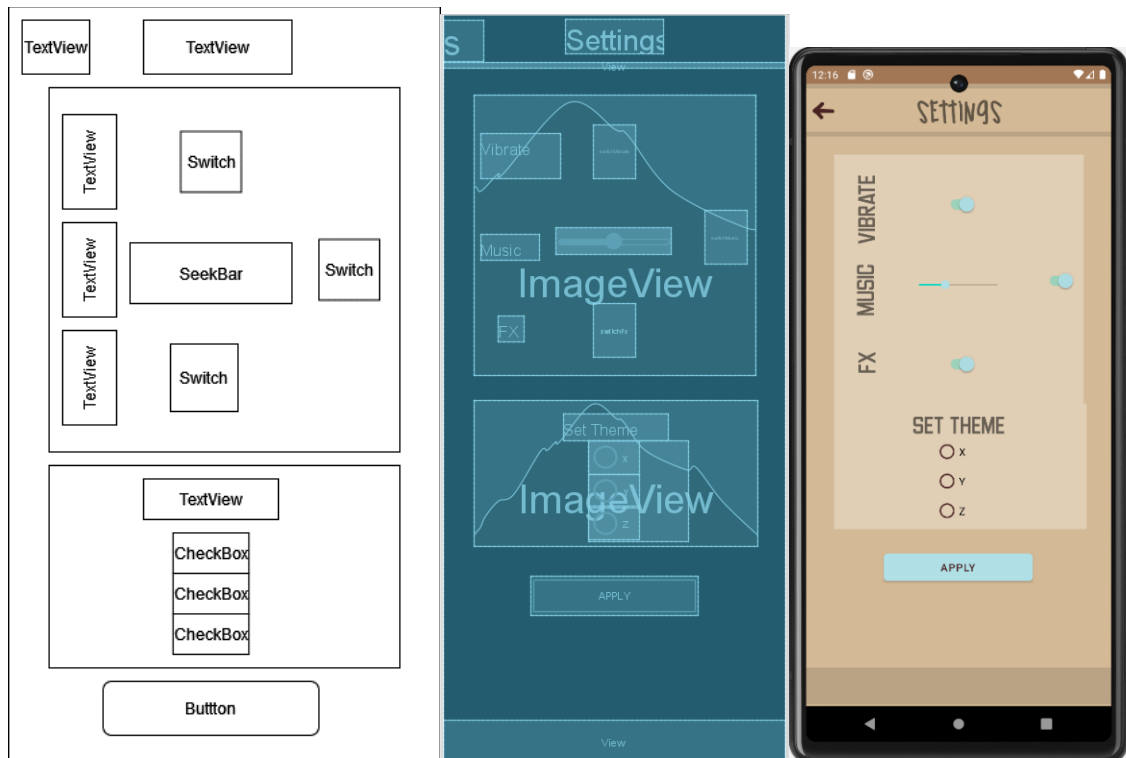 TextView
TextView
TextView
Switch
TextView
SeekBar
Switch
TextView
Switch
TextView
CheckBox
CheckBox
CheckBox
Buttton
s
Settings
View
Vibrate
Music
ImageView
FX
switchfx
Set Theme
X
ImageView
Z
APPLY
View
12:16
SETTINGS
VIBRATE
MUSIC
FX
SET THEME
X
Y
Z
APPLY